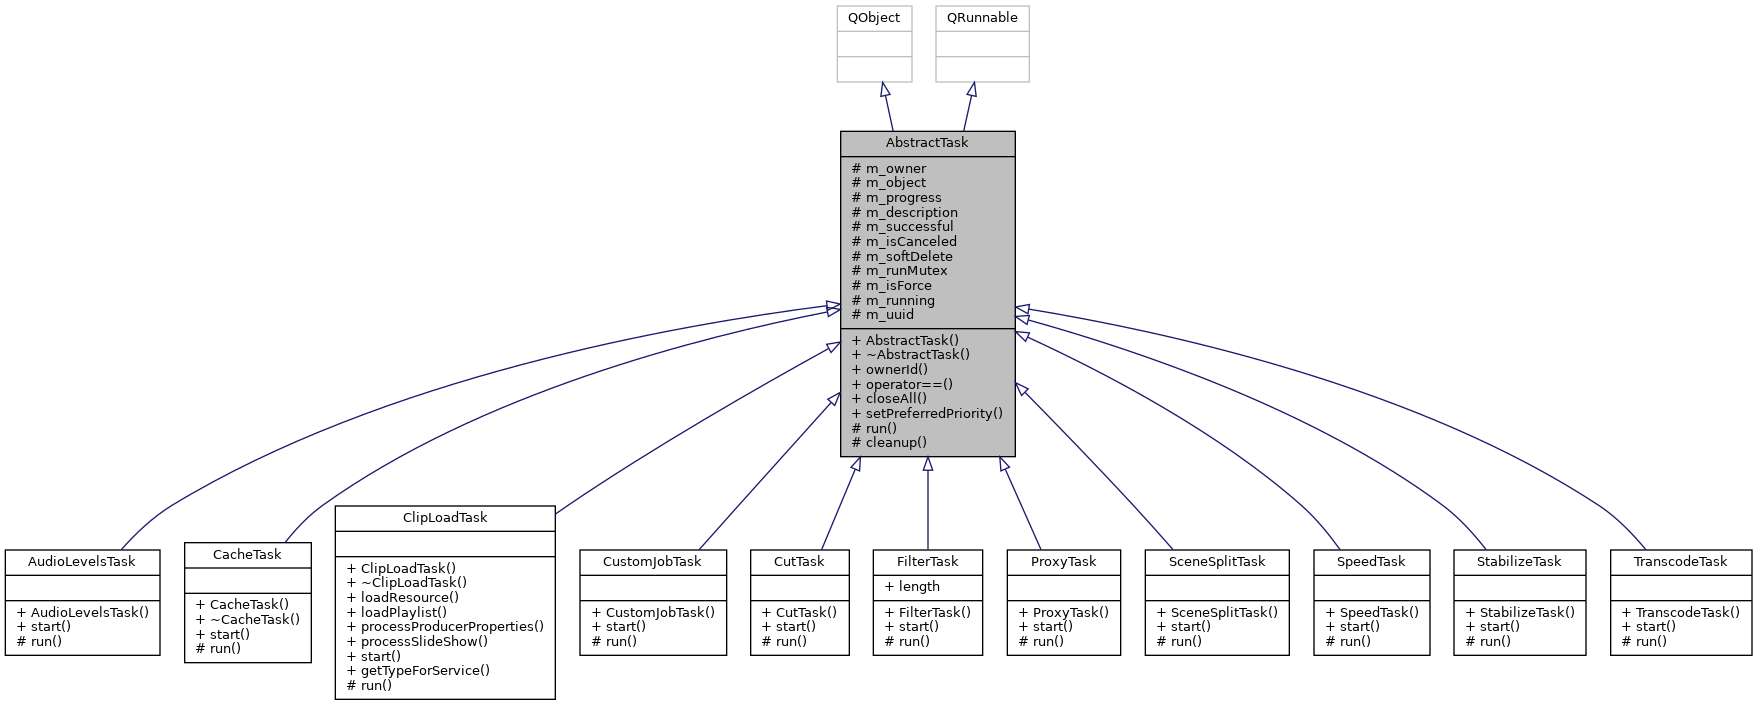 QObject
QRunnable
AbstractTask
# m_owner
# m_object
# m_progress
# m_description
# m_successful
# m_isCanceled
# m_softDelete
# m_runMutex
# m_isForce
# m_running
# m_uuid
+ AbstractTask()
+ ~AbstractTask()
+ ownerId()
+ operator==()
+ closeAll()
+ setPreferredPriority()
# run()
# cleanup()
AudioLevelsTask
+ AudioLevelsTask()
+ start()
# run()
CacheTask
+ CacheTask()
+ ~CacheTask()
+ start()
# run()
ClipLoadTask
+ ClipLoadTask()
+ ~ClipLoadTask()
+ loadResource()
+ loadPlaylist()
+ processProducerProperties()
+ processSlideShow()
+ start()
+ getTypeForService()
# run()
CustomJobTask
+ CustomJobTask()
+ start()
# run()
CutTask
+ CutTask()
+ start()
# run()
FilterTask
+ length
+ FilterTask()
+ start()
# run()
ProxyTask
+ ProxyTask()
+ start()
# run()
SceneSplitTask
+ SceneSplitTask()
+ start()
# run()
SpeedTask
+ SpeedTask()
+ start()
# run()
StabilizeTask
+ StabilizeTask()
+ start()
# run()
TranscodeTask
+ TranscodeTask()
+ start()
# run()